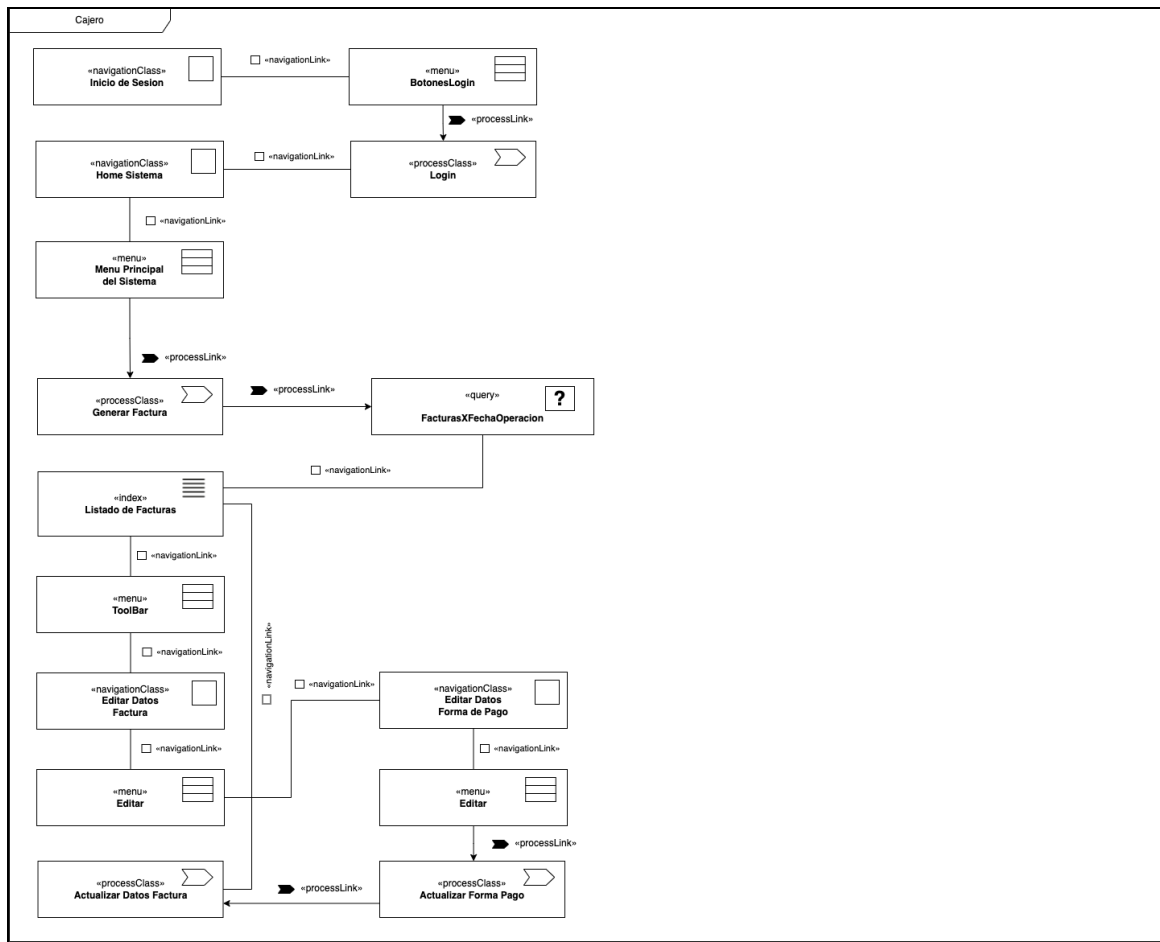 Cajero
«navigationClass»
Inicio de Sesion
«navigationLink»
«menu»
BotonesLogin
«processLink»
«navigationClass»
Home Sistema
«navigationLink»
«processClass»
Login
«navigationLink»
«menu»
Menu Principal
del Sistema
«processLink»
«processClass»
Generar Factura
«processLink»
«query»
?
FacturasXFechaOperacion
«navigationLink»
«index»
Listado de Facturas
«navigationLink»
«menu»
ToolBar
«navigationLink»
«navigationLink»
«navigationClass»
Editar Datos
Factura
«navigationLink»
«navigationClass»
Editar Datos
Forma de Pago
«navigationLink»
«navigationLink»
«menu»
Editar
«menu»
Editar
«processLink»
«processClass»
Actualizar Datos Factura
«processLink»
«processClass»
Actualizar Forma Pago